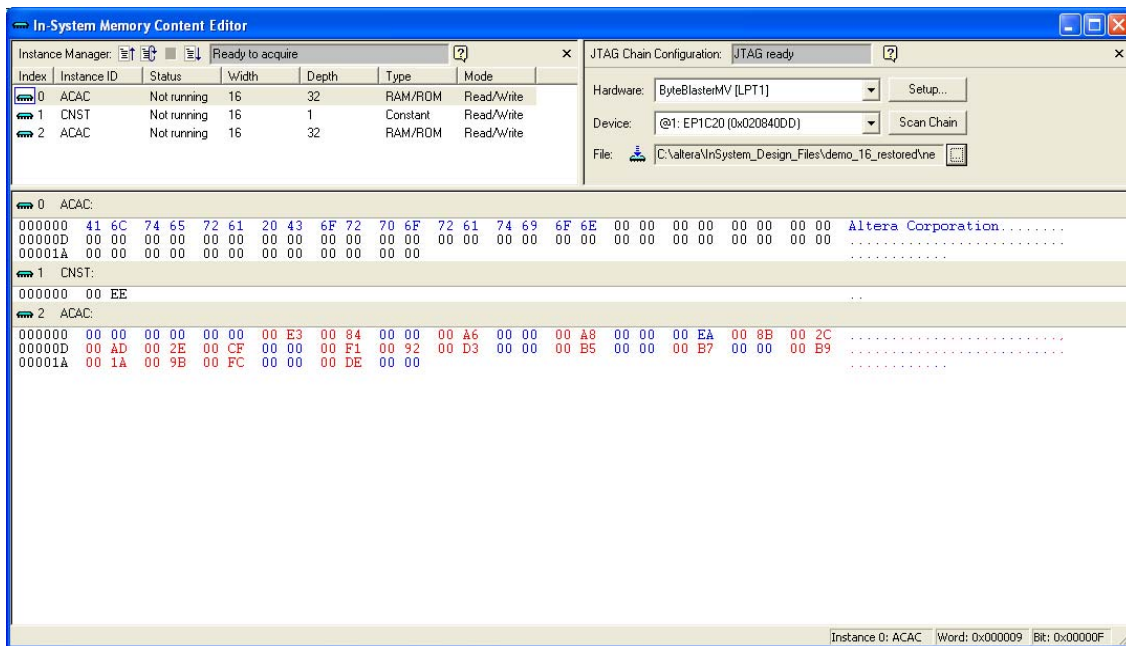 In-System Memory Content Editor
Instance Manager: Ready to acquire
JTAG Chain Configuration: JTAG ready
Index Instance ID Status Width Depth Type Mode
0 ACAC Not running 16 32 RAM/ROM Read/Write
1 CNST Not running 16 1 Constant Read/Write
2 ACAC Not running 16 32 RAM/ROM Read/Write
Hardware: ByteBlasterMV [LPT1] Setup...
Device: @1: EP1C20 (0x020840DD) Scan Chain
File: C:\altera\InSystem_Design_Files\demo_16_restored\ne ...
0 ACAC:
000000 41 6C 74 65 72 61 20 43 6F 72 70 6F 72 61 74 69 6F 6E 00 00 00 00 00 00 00 00 Altera Corporation........
00000D 00 00 00 00 00 00 00 00 00 00 00 00 00 00 00 00 00 00 00 00 00 00 00 00 00 00 ..........................
00001A 00 00 00 00 00 00 00 00 00 00 00 00 ............
1 CNST:
000000 00 EE ..
2 ACAC:
000000 00 00 00 00 00 00 00 E3 00 84 00 00 00 A6 00 00 00 A8 00 00 00 EA 00 8B 00 2C .........................,
00000D 00 AD 00 2E 00 CF 00 00 00 F1 00 92 00 D3 00 00 00 B5 00 00 00 B7 00 00 00 B9 ..........................
00001A 00 1A 00 9B 00 FC 00 00 00 DE 00 00 ............
Instance 0: ACAC Word: 0x000009 Bit: 0x00000F